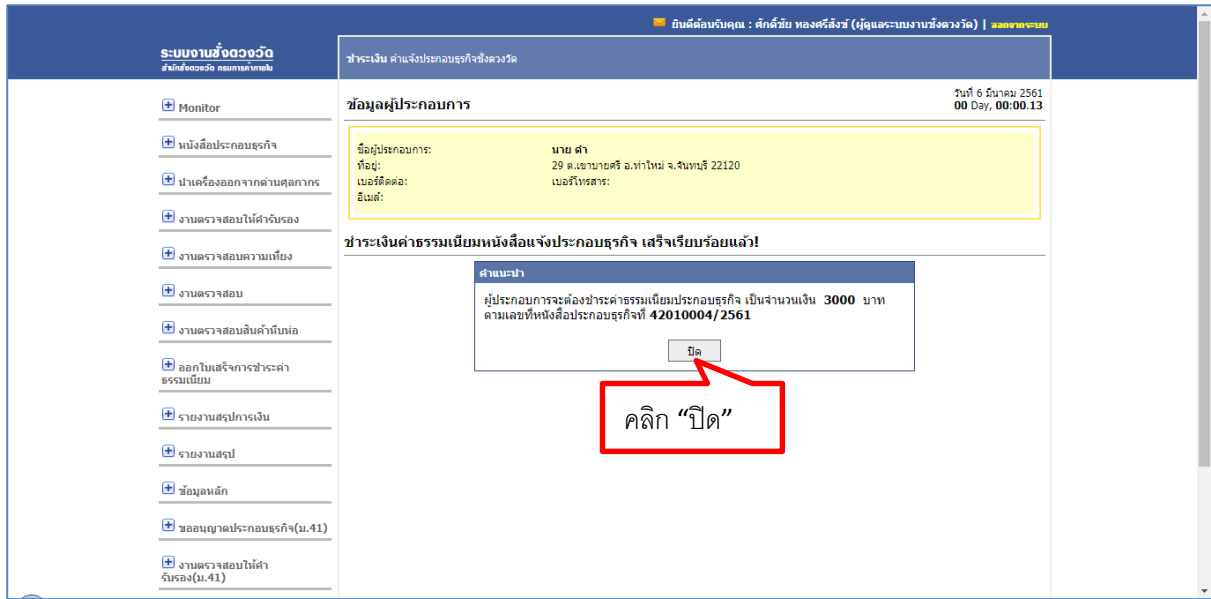 ยินดีต้อนรับคุณ : ศักดิ์ชัย ทองศรีสังข์ (ผู้ดูแลระบบงานชั่งตวงวัด) | ออกจากระบบ
ระบบงานชั่งตวงวัด
สำนักชั่งตวงวัด กรมการค้าภายใน
ชำระเงิน ค่าแจ้งประกอบธุรกิจชั่งตวงวัด
วันที่ 6 มีนาคม 2561
00 Day, 00:00.13
ข้อมูลผู้ประกอบการ
ชื่อผู้ประกอบการ: นาย ดำ
ที่อยู่: 29 ต.เขาบายศรี อ.ท่าใหม่ จ.จันทบุรี 22120
เบอร์ติดต่อ: เบอร์โทรสาร:
อีเมล์:
ชำระเงินค่าธรรมเนียมหนังสือแจ้งประกอบธุรกิจ เสร็จเรียบร้อยแล้ว!
คำแนะนำ
ผู้ประกอบการจะต้องชำระค่าธรรมเนียมประกอบธุรกิจ เป็นจำนวนเงิน 3000 บาท
ตามเลขที่หนังสือประกอบธุรกิจที่ 42010004/2561
ปิด
คลิก “ปิด”
Monitor
หนังสือประกอบธุรกิจ
นำเครื่องออกจากด่านศุลกากร
งานตรวจสอบให้คำรับรอง
งานตรวจสอบความเที่ยง
งานตรวจสอบ
งานตรวจสอบสินค้าหีบห่อ
ออกใบเสร็จการชำระค่า
ธรรมเนียม
รายงานสรุปการเงิน
รายงานสรุป
ข้อมูลหลัก
ขออนุญาตประกอบธุรกิจ(ม.41)
งานตรวจสอบให้คำ
รับรอง(ม.41)